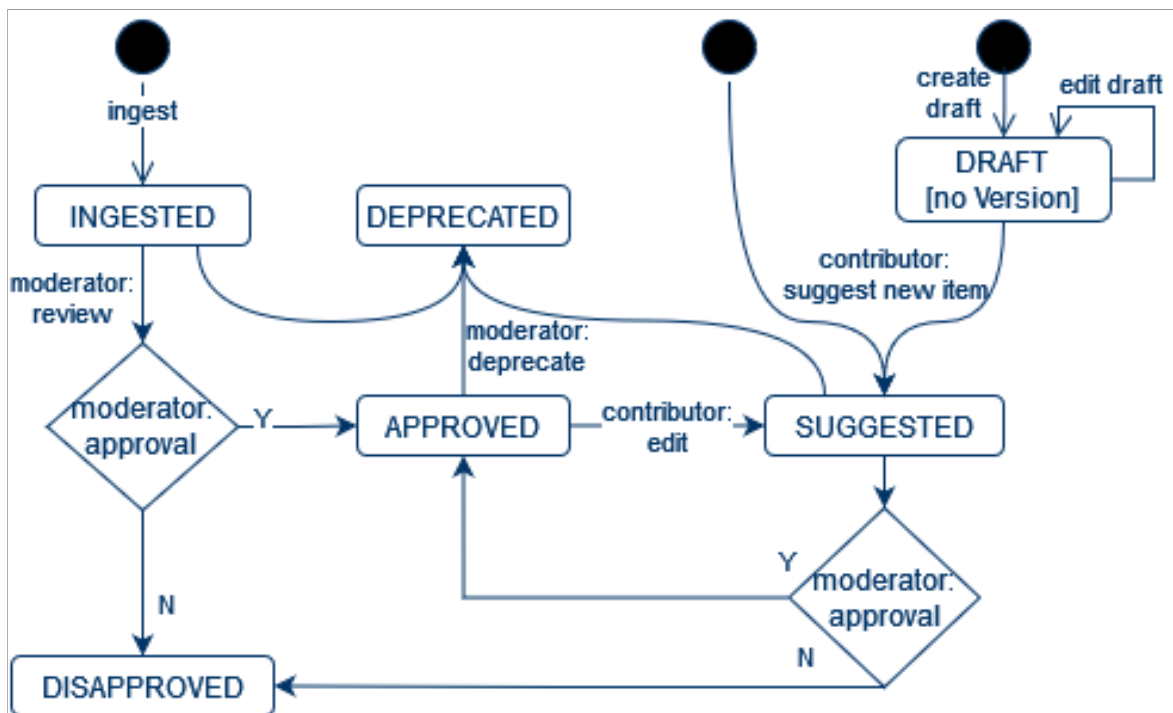 create
draft
edit draft
ingest
DRAFT
[no Version]
INGESTED
DEPRECATED
moderator:
review
contributor:
suggest new item
moderator:
deprecate
moderator:
approval
Y
APPROVED
contributor:
edit
SUGGESTED
Y
moderator:
approval
N
N
DISAPPROVED